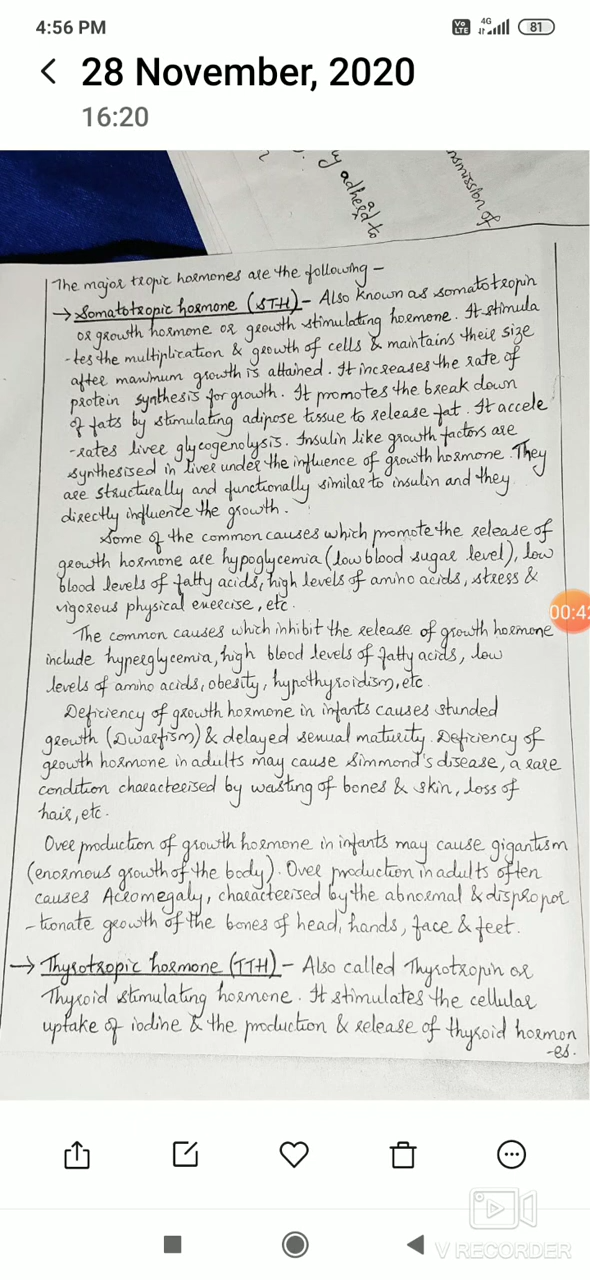 4:56 PM
Vo LTE 4G 81
28 November, 2020
16:20
y adhered to
nsmission of
The major tropic hormones are the following –
→ Somatotropic hormone (STH) – Also known as somatotropin
or growth hormone or growth stimulating hormone. It stimula
-tes the multiplication & growth of cells & maintains their size
after maximum growth is attained. It increases the rate of
protein synthesis for growth. It promotes the break down
of fats by stimulating adipose tissue to release fat. It accele
-rates liver glycogenolysis. Insulin like growth factors are
synthesised in liver under the influence of growth hormone. They
are structurally and functionally similar to insulin and they
directly influence the growth.
Some of the common causes which promote the release of
growth hormone are hypoglycemia (low blood sugar level), low
blood levels of fatty acids, high levels of amino acids, stress &
vigorous physical exercise, etc.
The common causes which inhibit the release of growth hormone
include hyperglycemia, high blood levels of fatty acids, low
levels of amino acids, obesity, hypothyroidism, etc.
Deficiency of growth hormone in infants causes stunded
growth (Dwarfism) & delayed sexual maturity. Deficiency of
growth hormone in adults may cause Simmond's disease, a rare
condition characterised by wasting of bones & skin, loss of
hair, etc.
Over production of growth hormone in infants may cause gigantism
(enormous growth of the body). Over production in adults often
causes Acromegaly, characterised by the abnormal & dispropor
-tionate growth of the bones of head, hands, face & feet.
→ Thyrotropic hormone (TTH) – Also called Thyrotropin or
Thyroid stimulating hormone. It stimulates the cellular
uptake of iodine & the production & release of thyroid hormon
-es.
00:42
V RECORDER